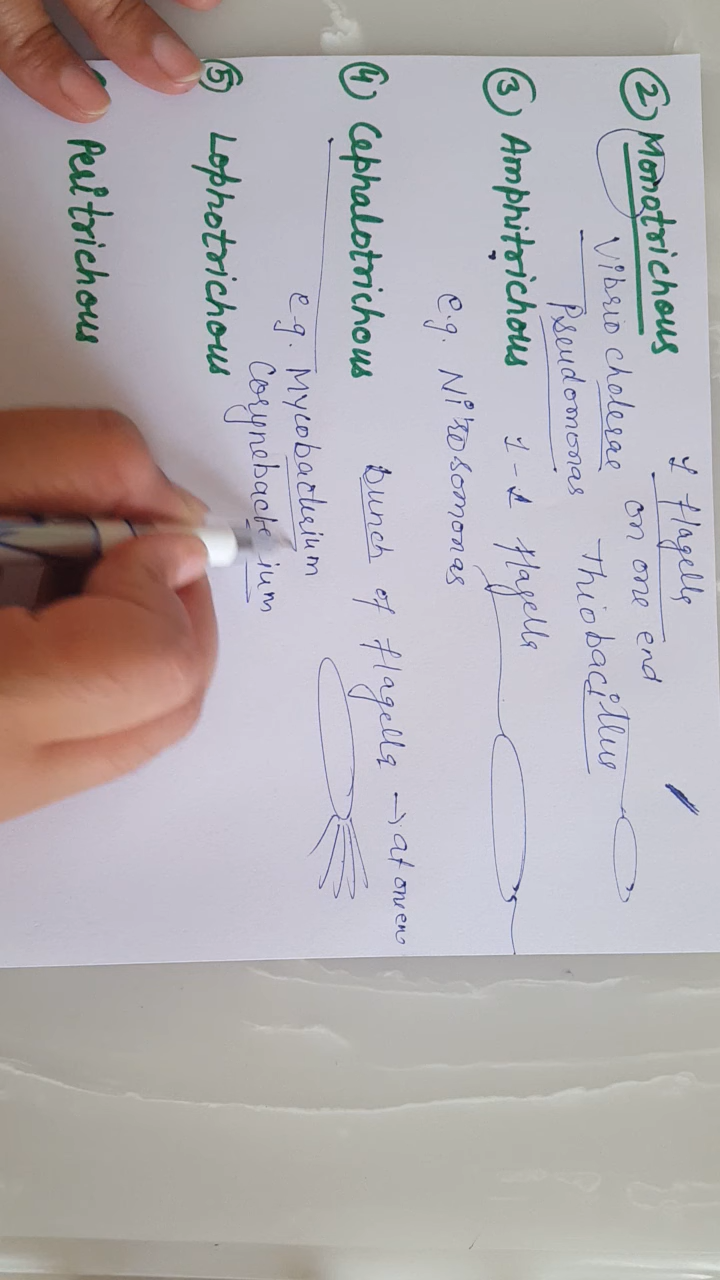 ② Monotrichous 1 flagella
on one end
Vibrio cholerae Thiobacillus
Pseudomonas
③ Amphitrichous 1-1 flagella
e.g. Nitrosomonas
④ Cephalotrichous bunch of flagella → at one en
e.g. Mycobacterium
Corynebacterium
⑤ Lophotrichous
Peritrichous